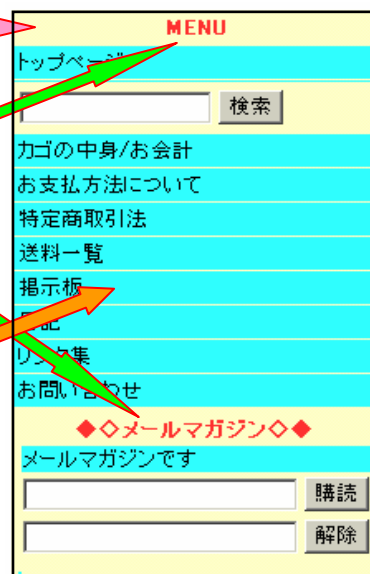 MENU
トップページ
検索
カゴの中身/お会計
お支払方法について
特定商取引法
送料一覧
掲示板
日記
リンク集
お問い合わせ
◆◇メールマガジン◇◆
メールマガジンです
購読
解除